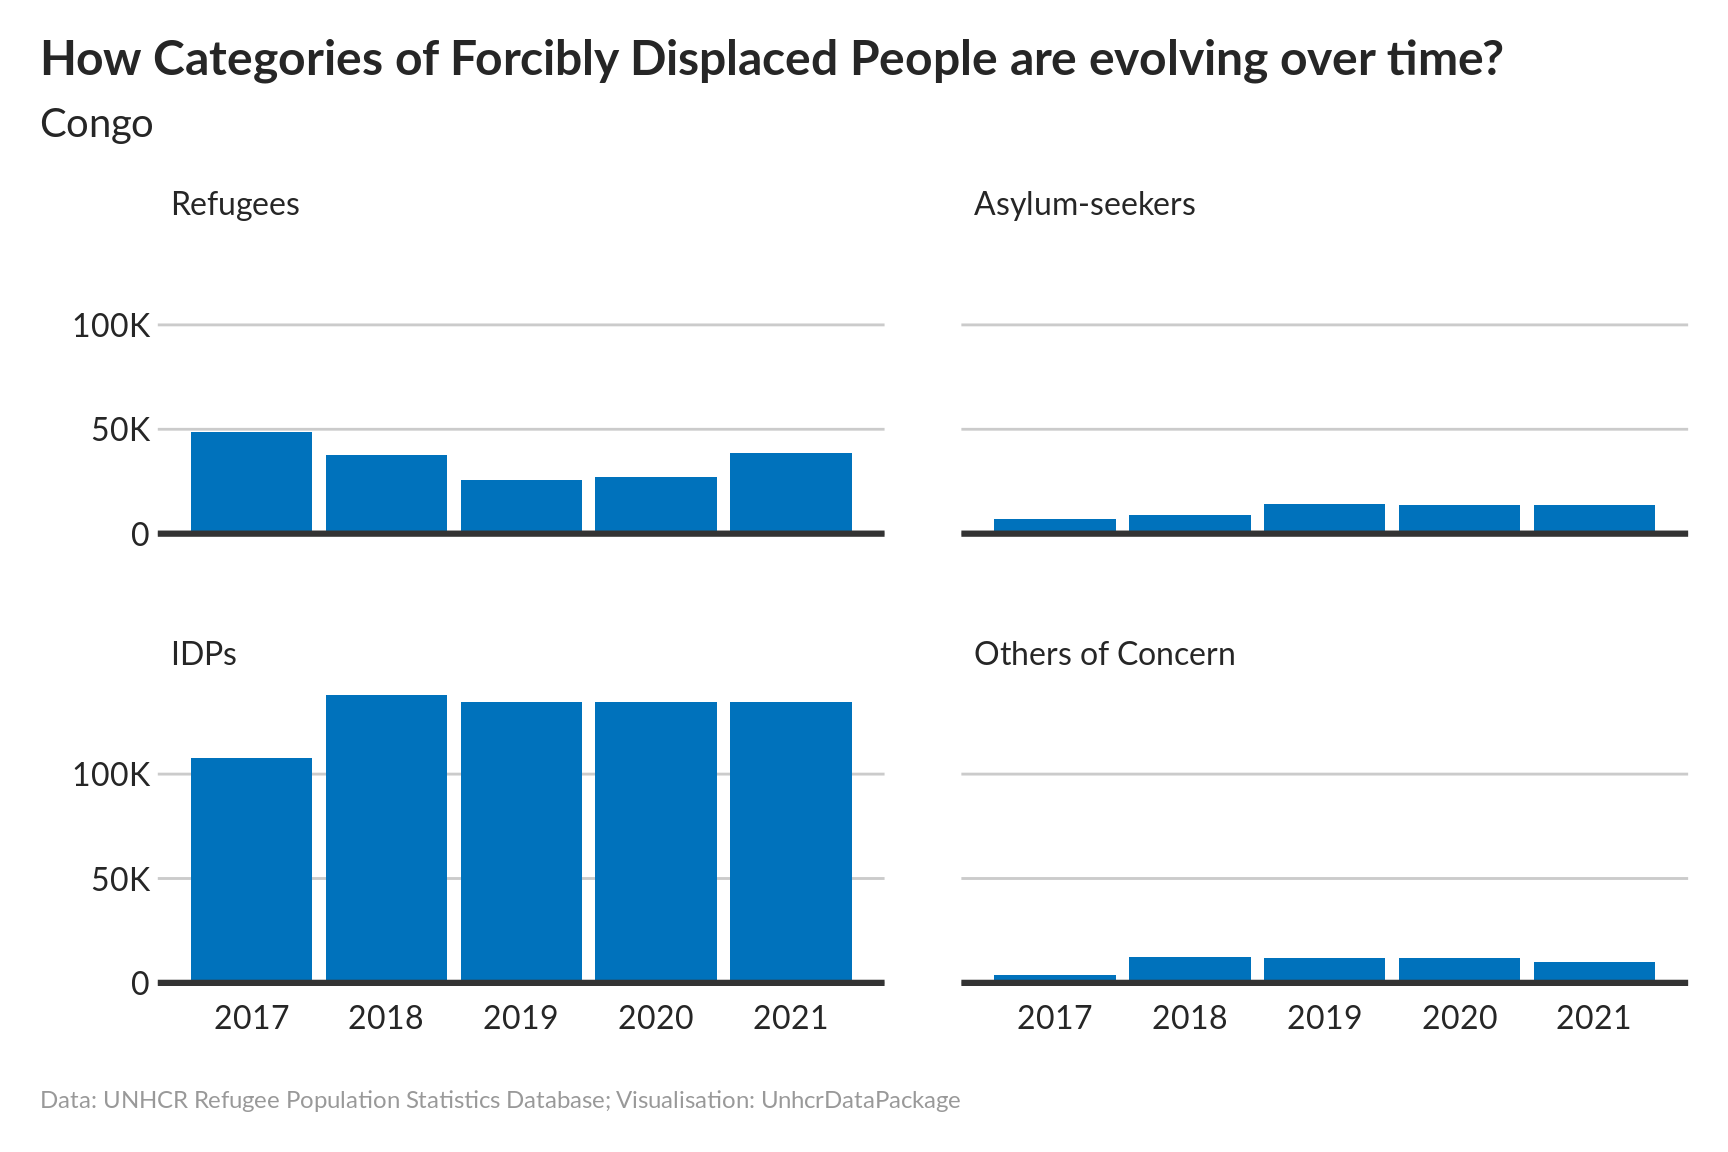 How Categories of Forcibly Displaced People are evolving over time?
Congo
Refugees
Asylum-seekers
100K
50K
0
IDPs
Others of Concern
100K
50K
0
2017 2018 2019 2020 2021
2017 2018 2019 2020 2021
Data: UNHCR Refugee Population Statistics Database; Visualisation: UnhcrDataPackage